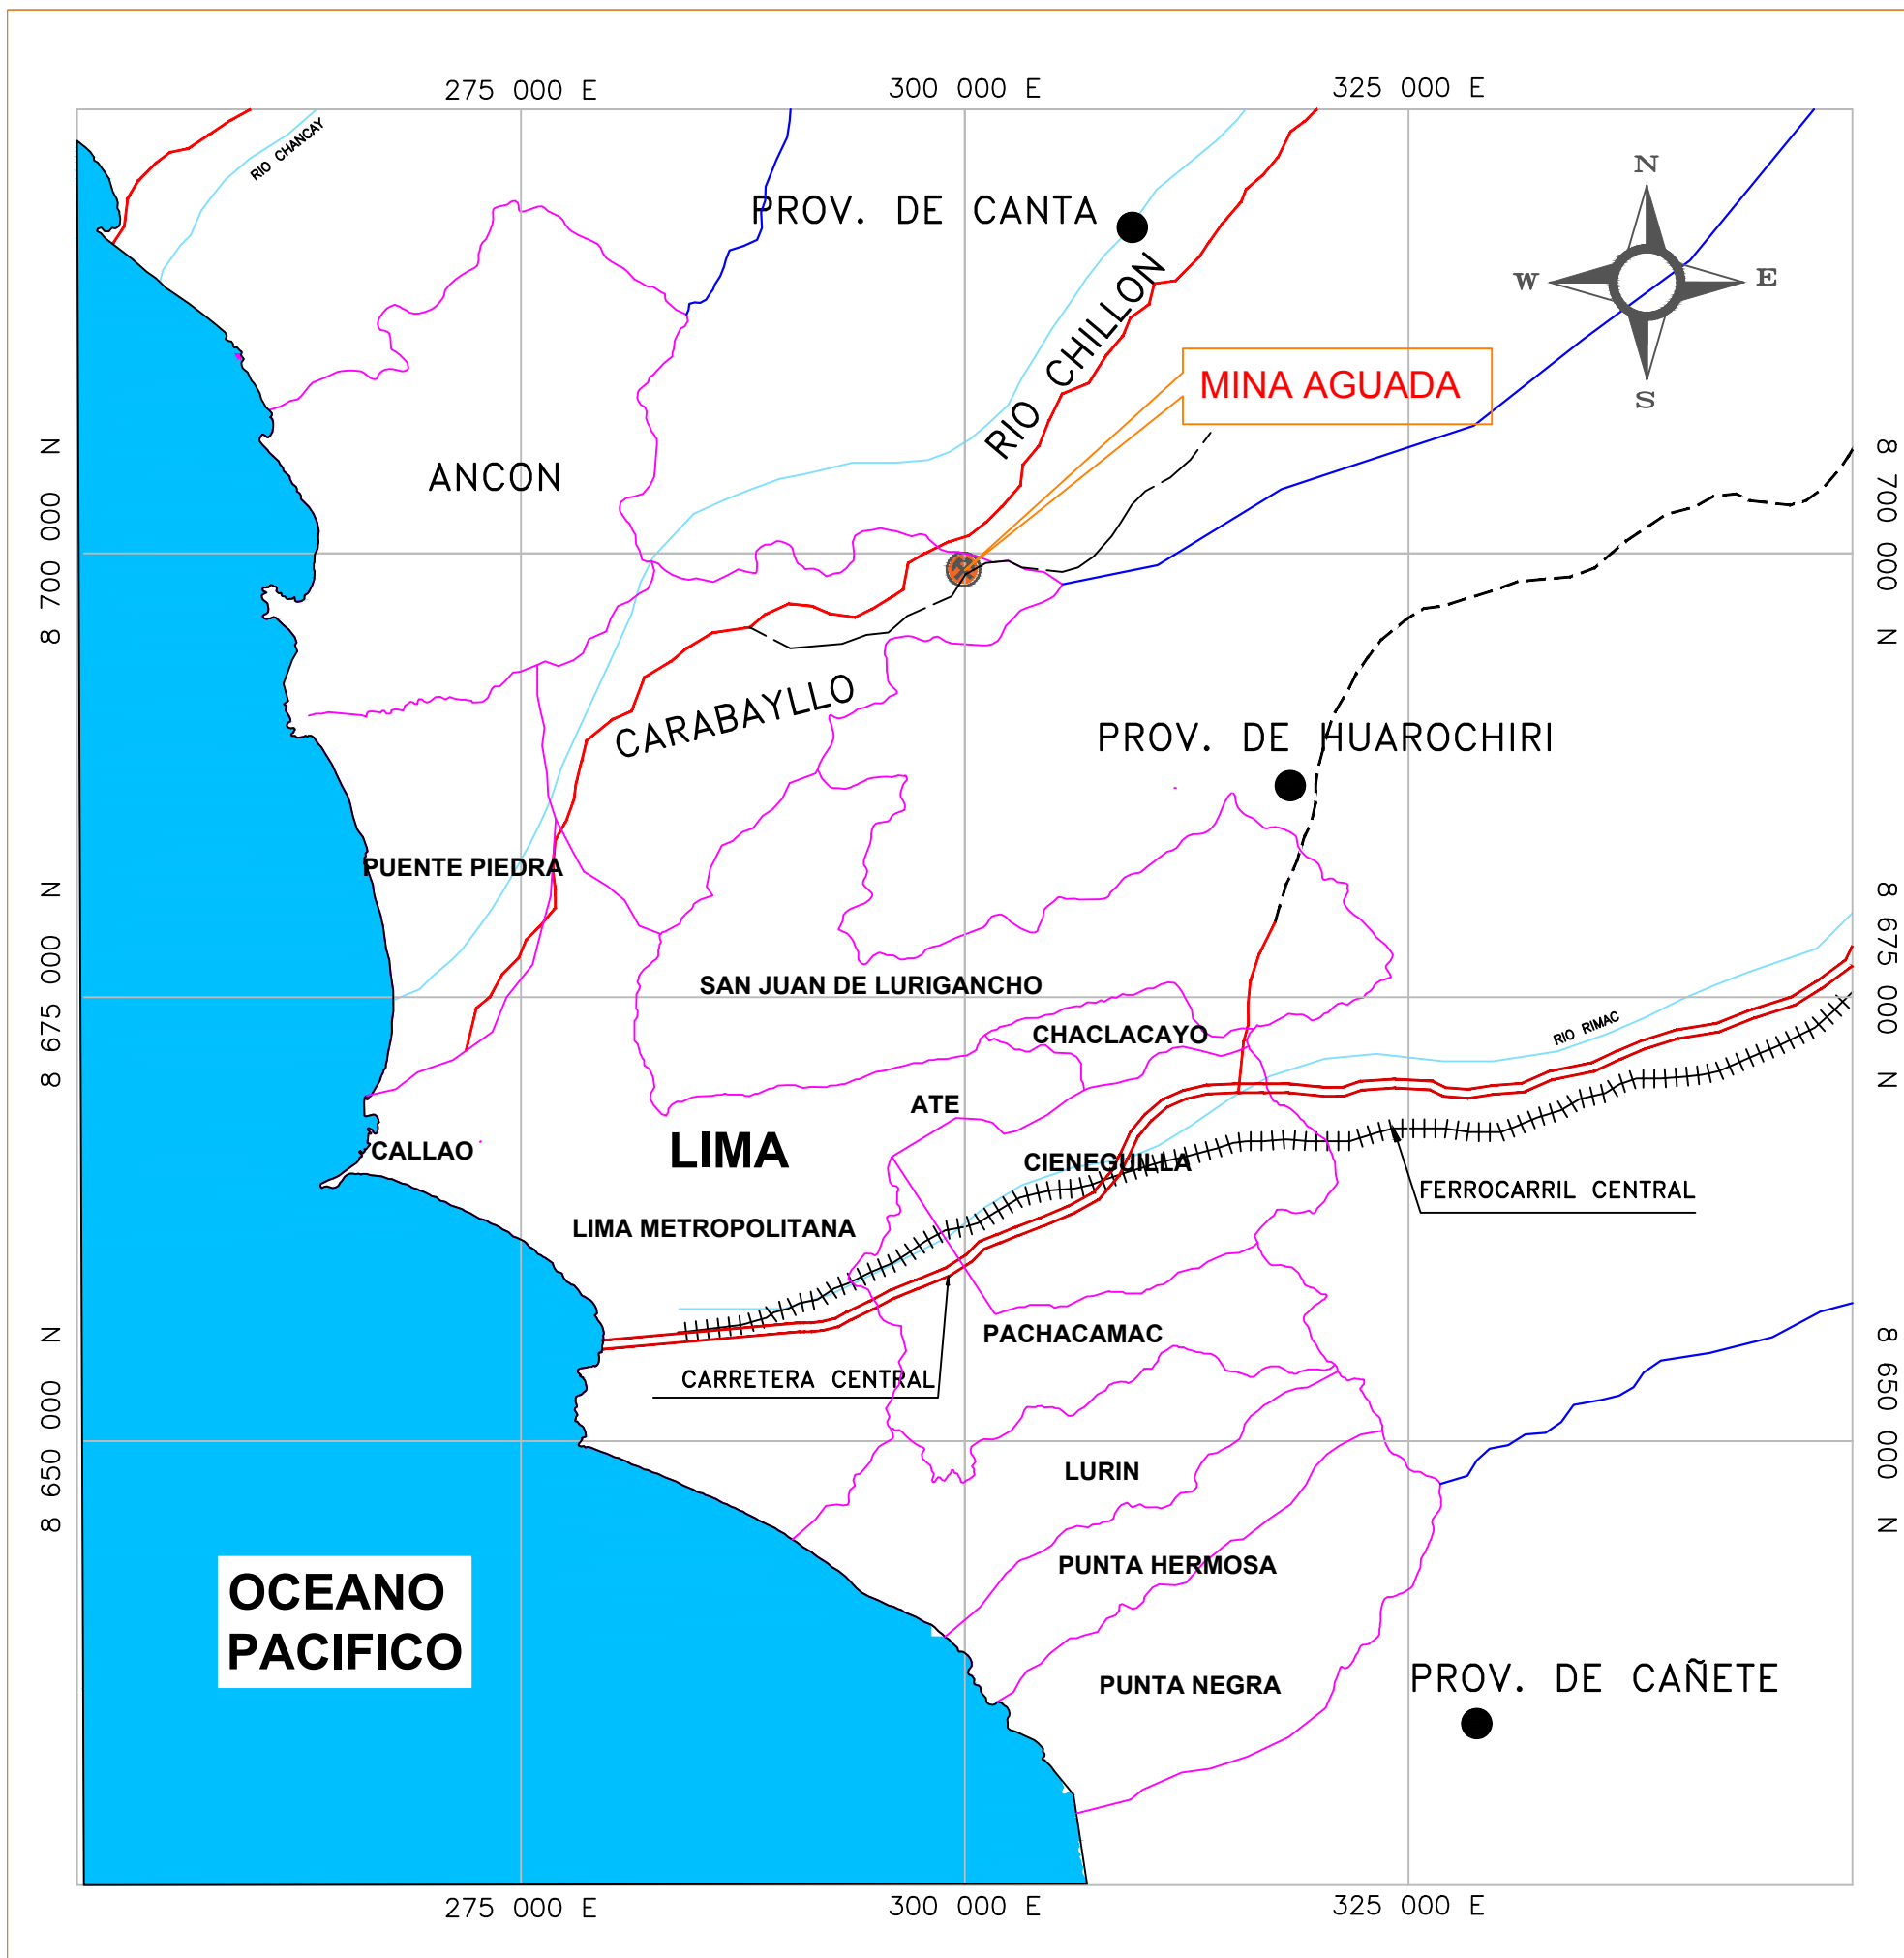 275 000 E
300 000 E
325 000 E
RIO CHANCAY
N
PROV. DE CANTA
W
E
RIO CHILLON
MINA AGUADA
S
ANCON
8 700 000 N
8 700 000 N
CARABAYLLO
PROV. DE HUAROCHIRI
PUENTE PIEDRA
8 675 000 N
8 675 000 N
SAN JUAN DE LURIGANCHO
CHACLACAYO
RIO RIMAC
ATE
LIMA
CALLAO
CIENEGUILLA
FERROCARRIL CENTRAL
LIMA METROPOLITANA
PACHACAMAC
CARRETERA CENTRAL
8 650 000 N
8 650 000 N
LURIN
PUNTA HERMOSA
OCEANO
PACIFICO
PUNTA NEGRA
PROV. DE CAÑETE
275 000 E
300 000 E
325 000 E